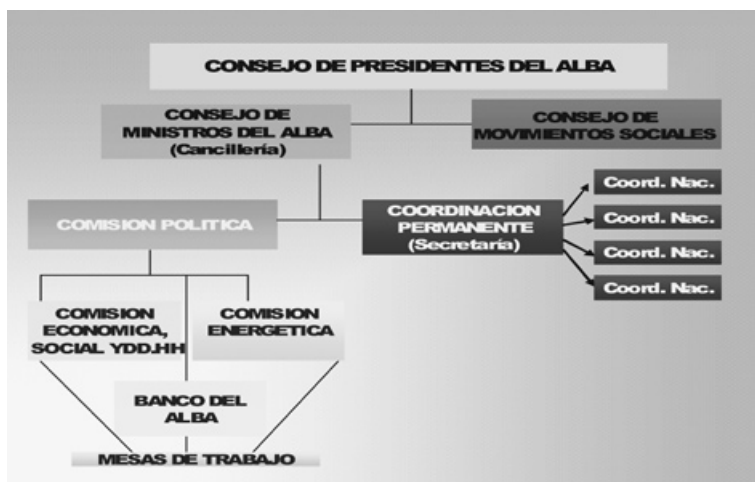 CONSEJO DE PRESIDENTES DEL ALBA
CONSEJO DE
MINISTROS DEL ALBA
(Cancillería)
CONSEJO DE
MOVIMIENTOS SOCIALES
COMISION POLITICA
COORDINACION
PERMANENTE
(Secretaría)
Coord. Nac.
Coord. Nac.
Coord. Nac.
Coord. Nac.
COMISION
ECONOMICA,
SOCIAL YDD.HH
COMISION
ENERGETICA
BANCO DEL
ALBA
MESAS DE TRABAJO